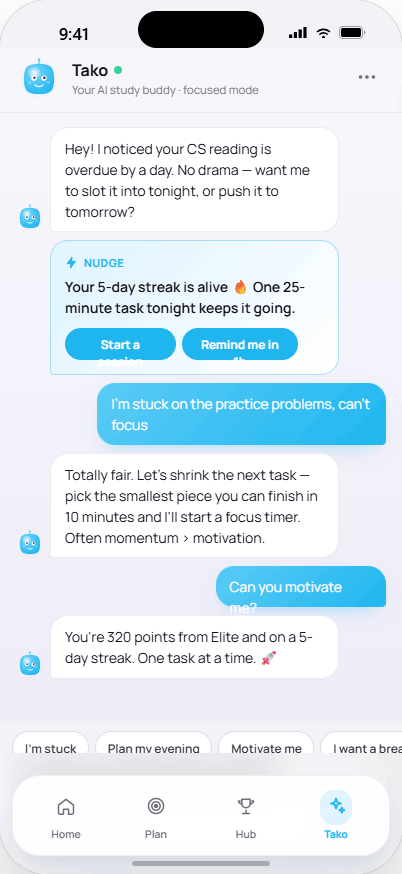 9:41
Tako
Your AI study buddy · focused mode
Hey! I noticed your CS reading is
overdue by a day. No drama — want me
to slot it into tonight, or push it to
tomorrow?
NUDGE
Your 5-day streak is alive 🔥 One 25-
minute task tonight keeps it going.
Start a
session
Remind me in
1h
I'm stuck on the practice problems, can't
focus
Totally fair. Let's shrink the next task —
pick the smallest piece you can finish in
10 minutes and I'll start a focus timer.
Often momentum > motivation.
Can you motivate
me?
You're 320 points from Elite and on a 5-
day streak. One task at a time. 🚀
I'm stuck
Plan my evening
Motivate me
I want a brea
Home
Plan
Hub
Tako